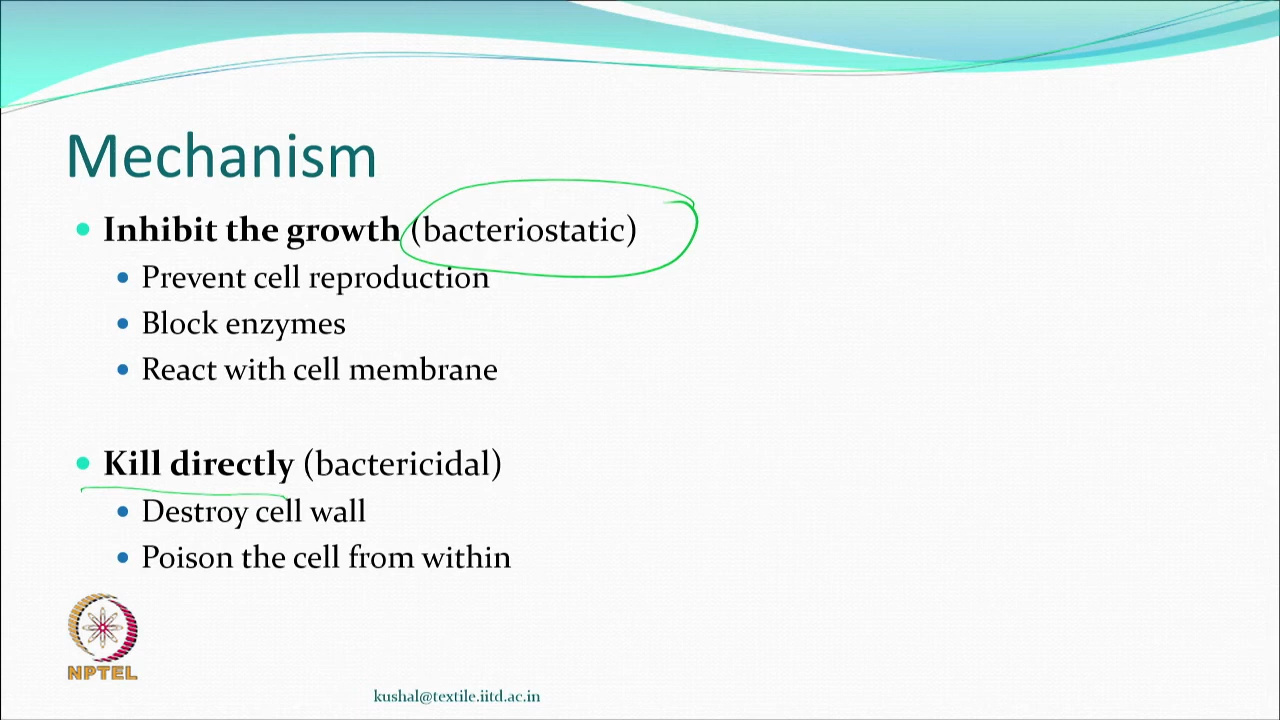 Mechanism
Inhibit the growth (bacteriostatic)
Prevent cell reproduction
Block enzymes
React with cell membrane
Kill directly (bactericidal)
Destroy cell wall
Poison the cell from within
NPTEL
kushal@textile.iitd.ac.in